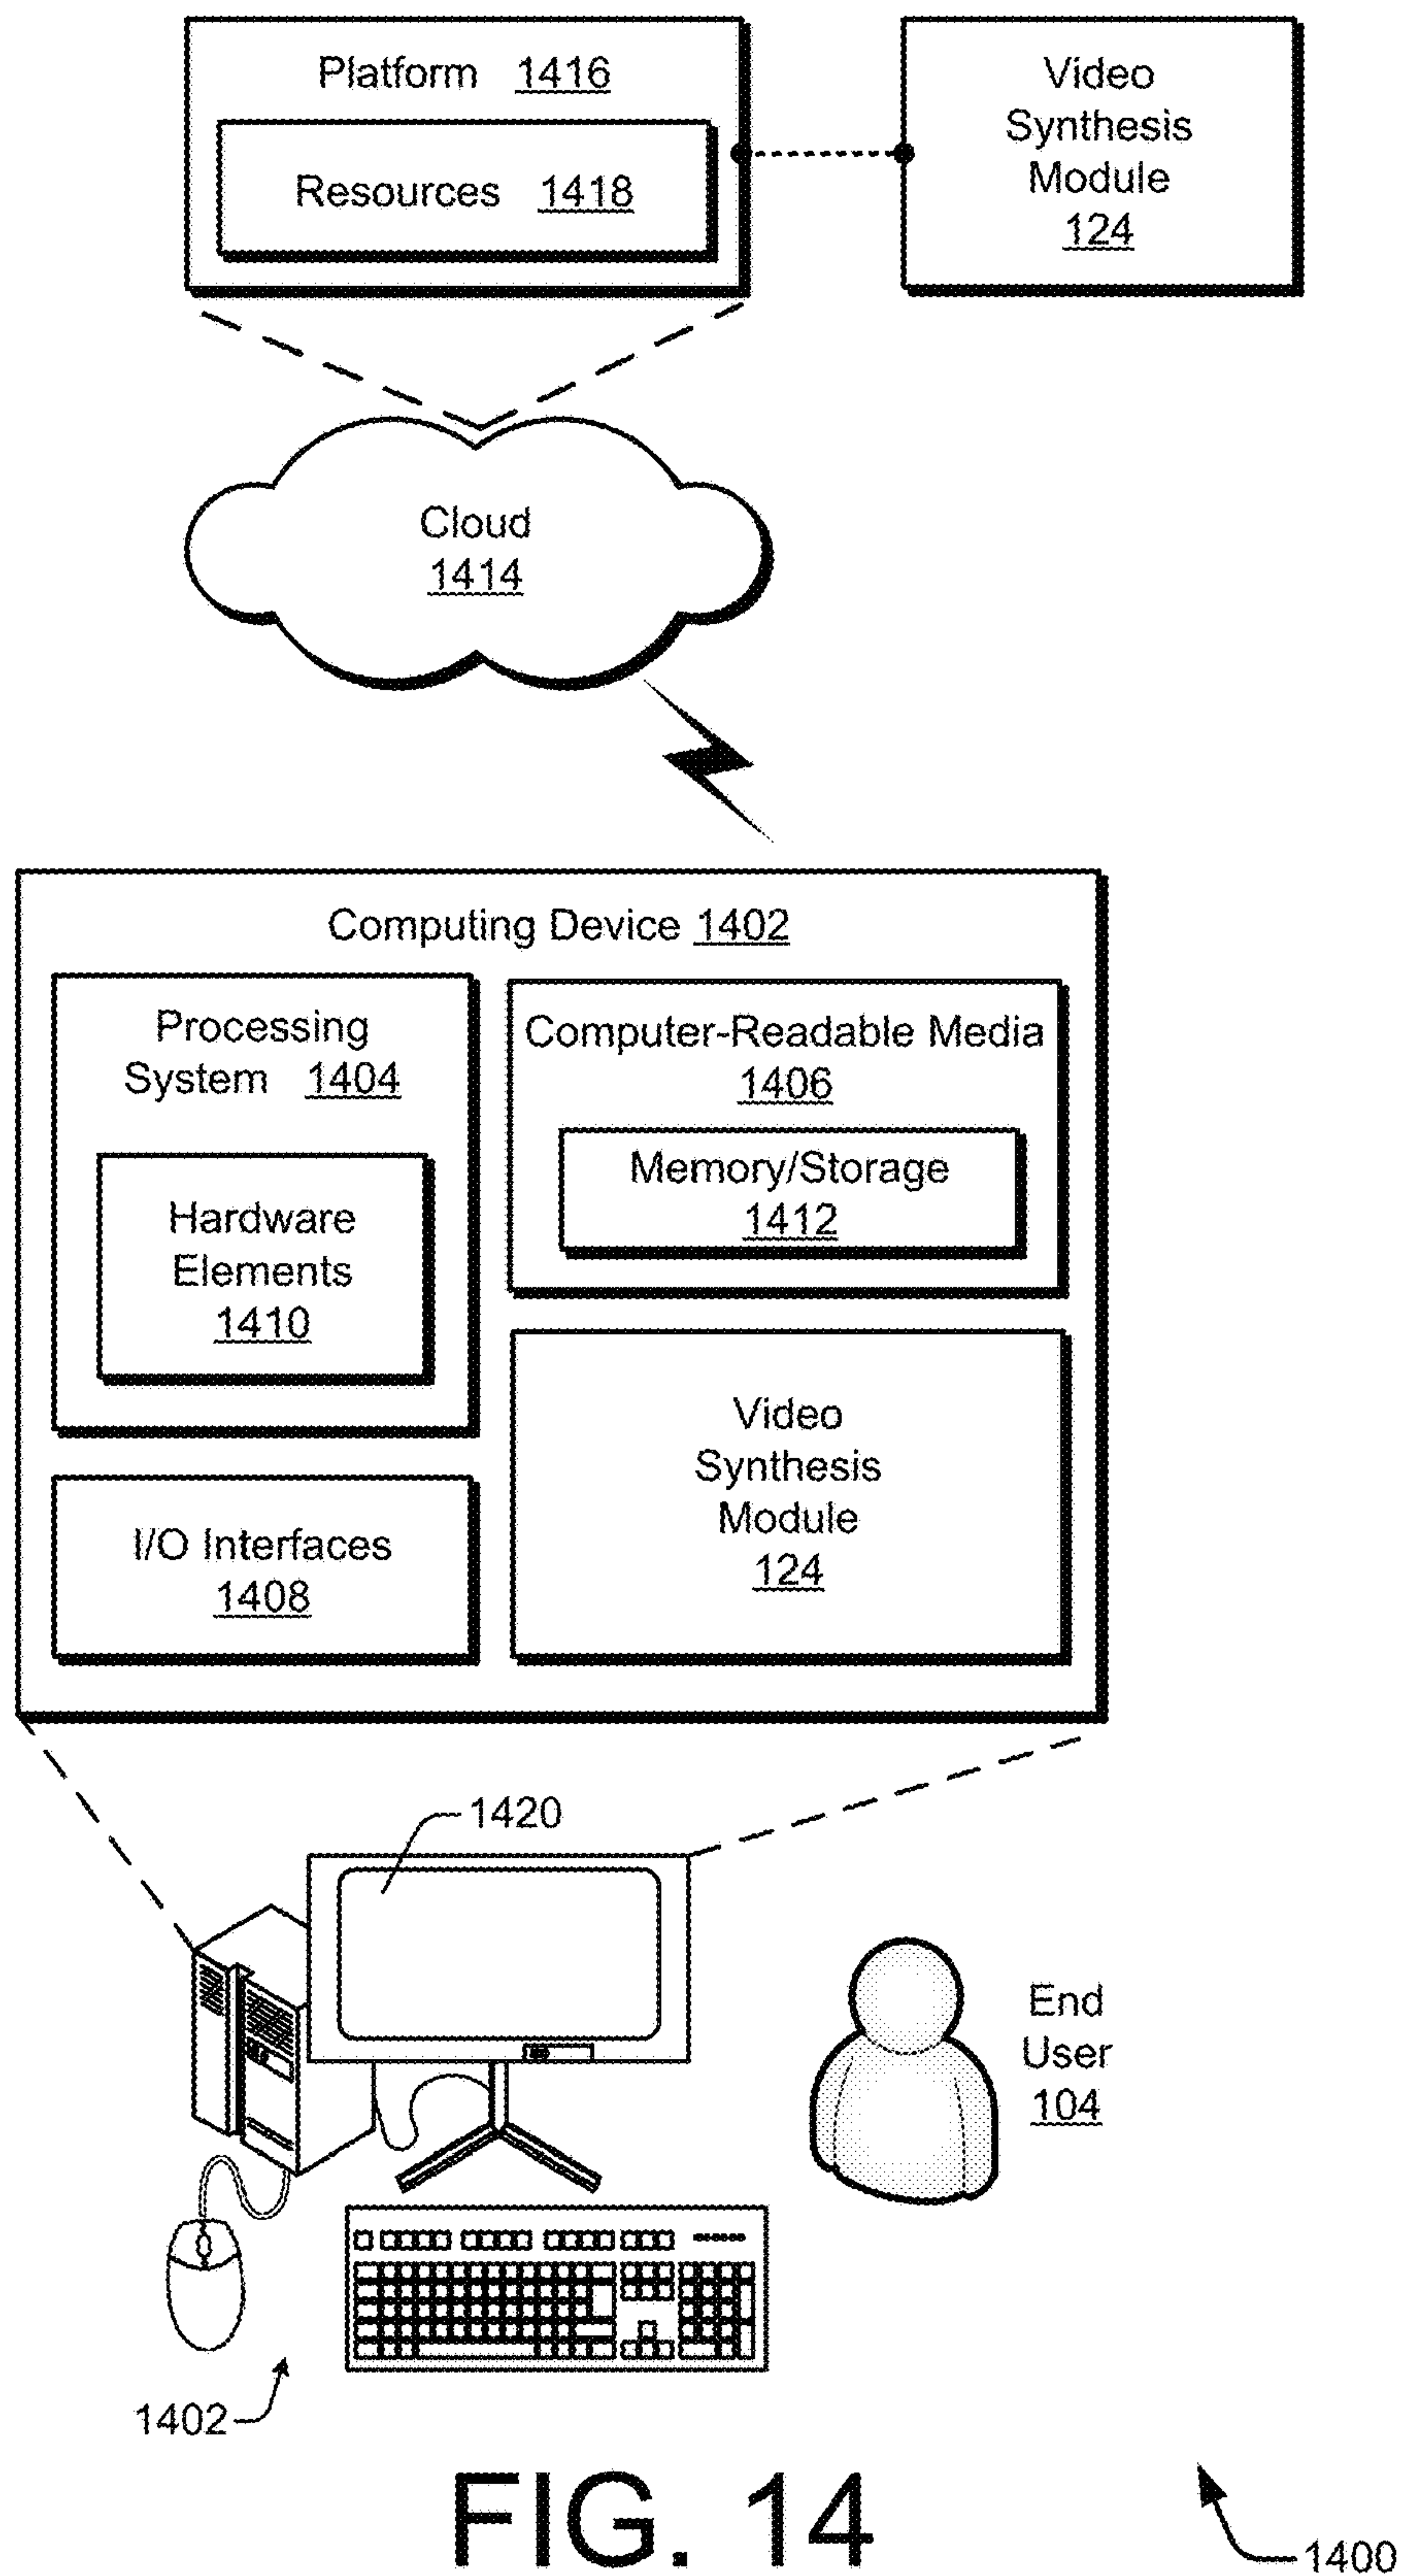 Platform 1416
Resources 1418
Video
Synthesis
Module
124
Cloud
1414
Computing Device 1402
Processing
System 1404
Hardware
Elements
1410
Computer-Readable Media
1406
Memory/Storage
1412
I/O Interfaces
1408
Video
Synthesis
Module
124
1420
End
User
104
1402
FIG. 14
1400